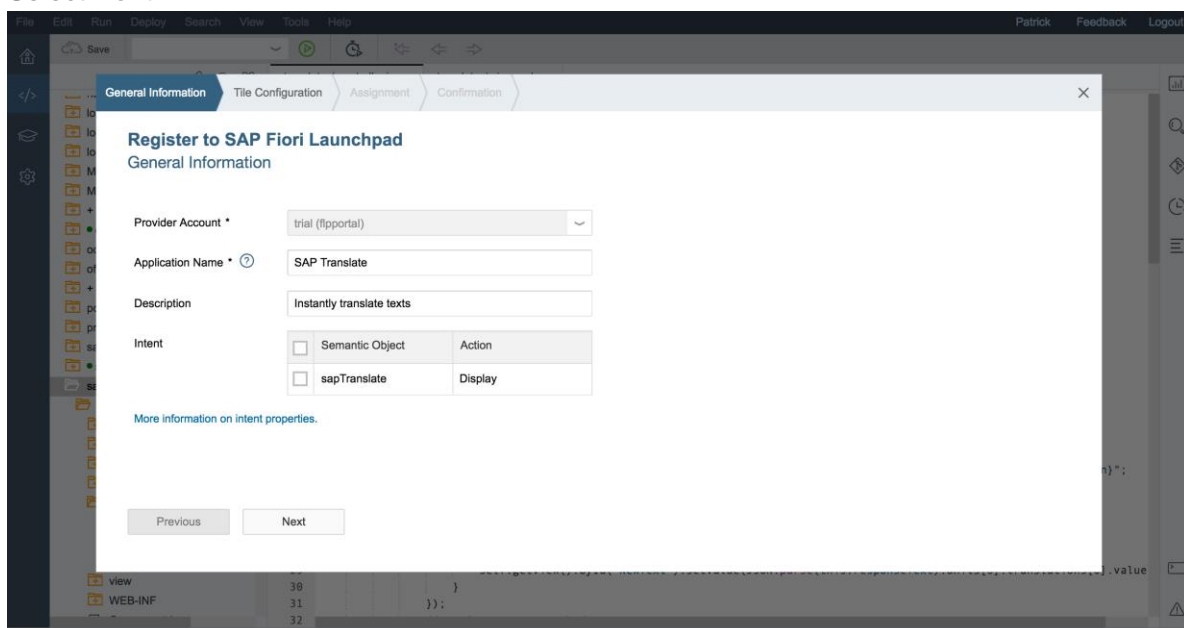 File Edit Run Deploy Search View Tools Help Patrick Feedback Logout
Save
General Information Tile Configuration Assignment Confirmation
Register to SAP Fiori Launchpad
General Information
Provider Account * trial (flpportal)
Application Name * SAP Translate
Description Instantly translate texts
Intent Semantic Object Action
sapTranslate Display
More information on intent properties.
Previous Next
view
30 }
WEB-INF
31 });
32